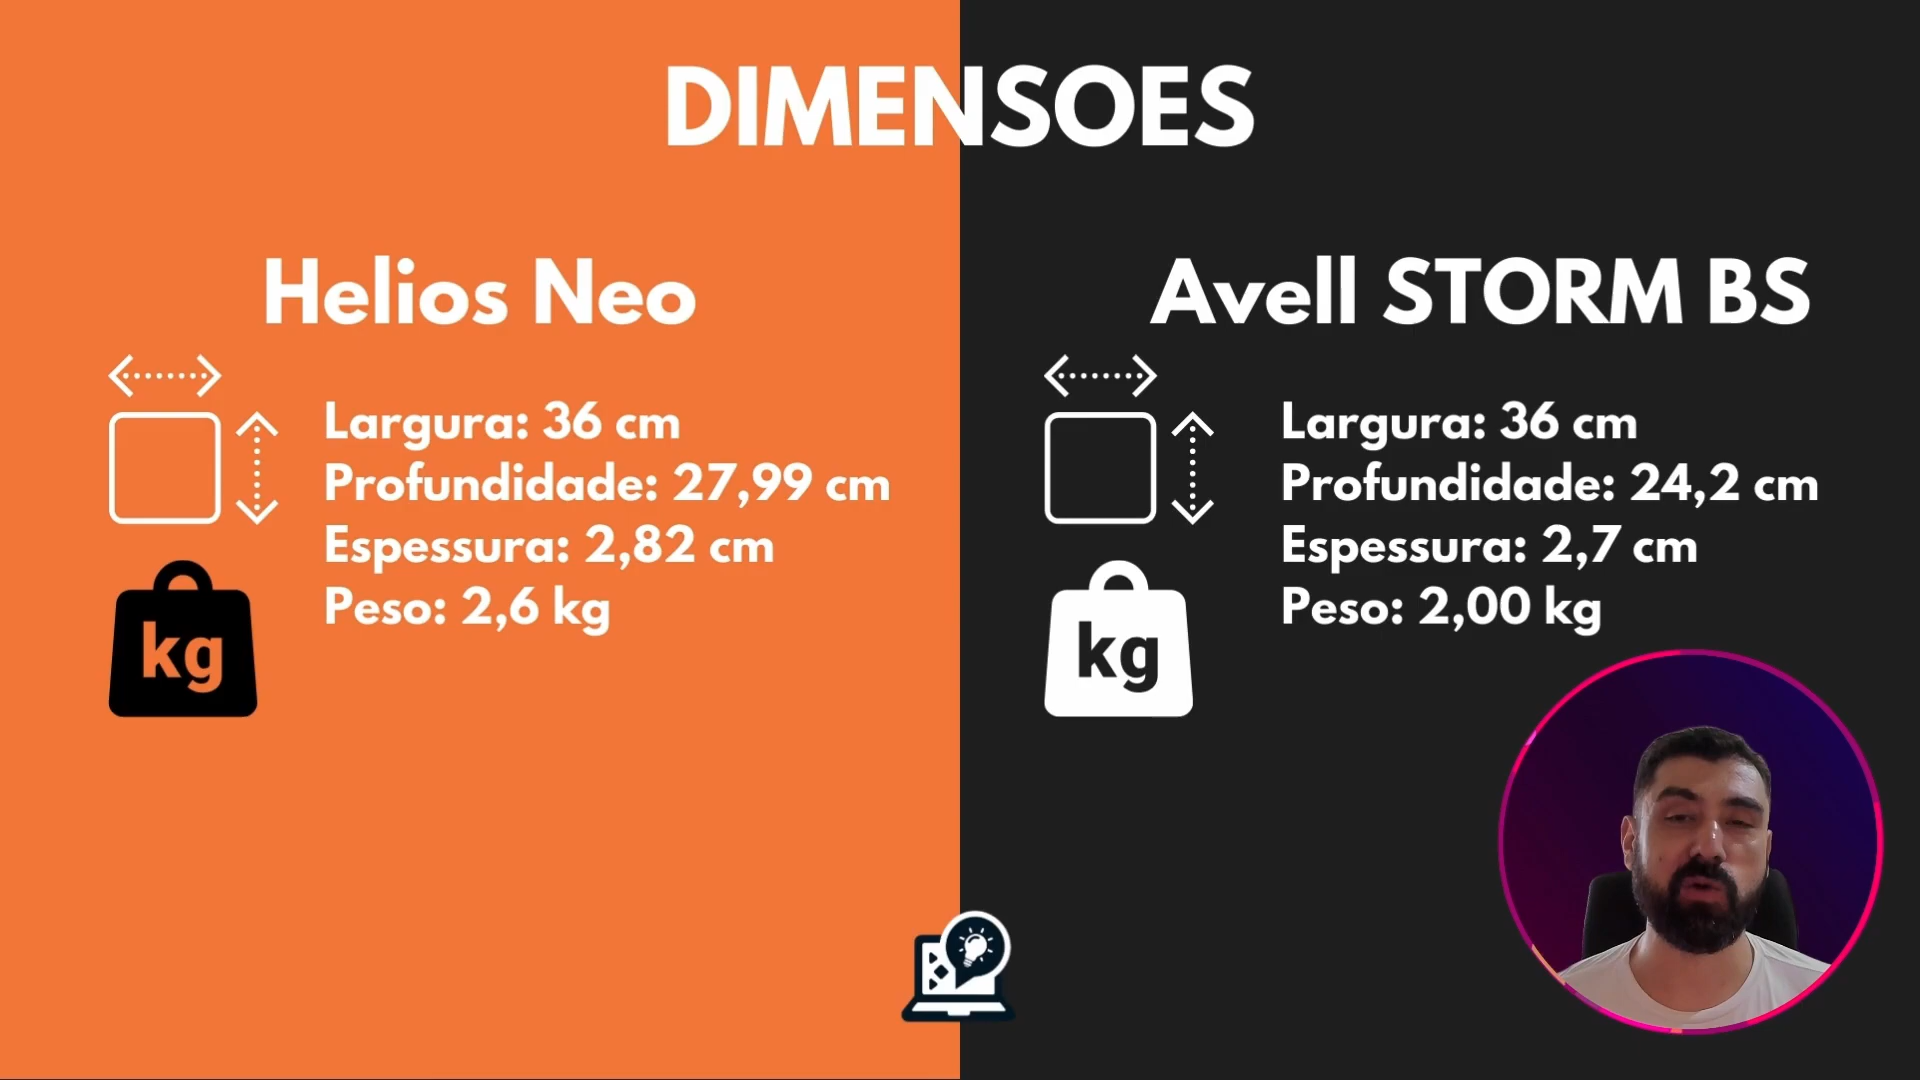 DIMENSOES
Helios Neo
Largura: 36 cm
Profundidade: 27,99 cm
Espessura: 2,82 cm
Peso: 2,6 kg
kg
Avell STORM BS
Largura: 36 cm
Profundidade: 24,2 cm
Espessura: 2,7 cm
Peso: 2,00 kg
kg